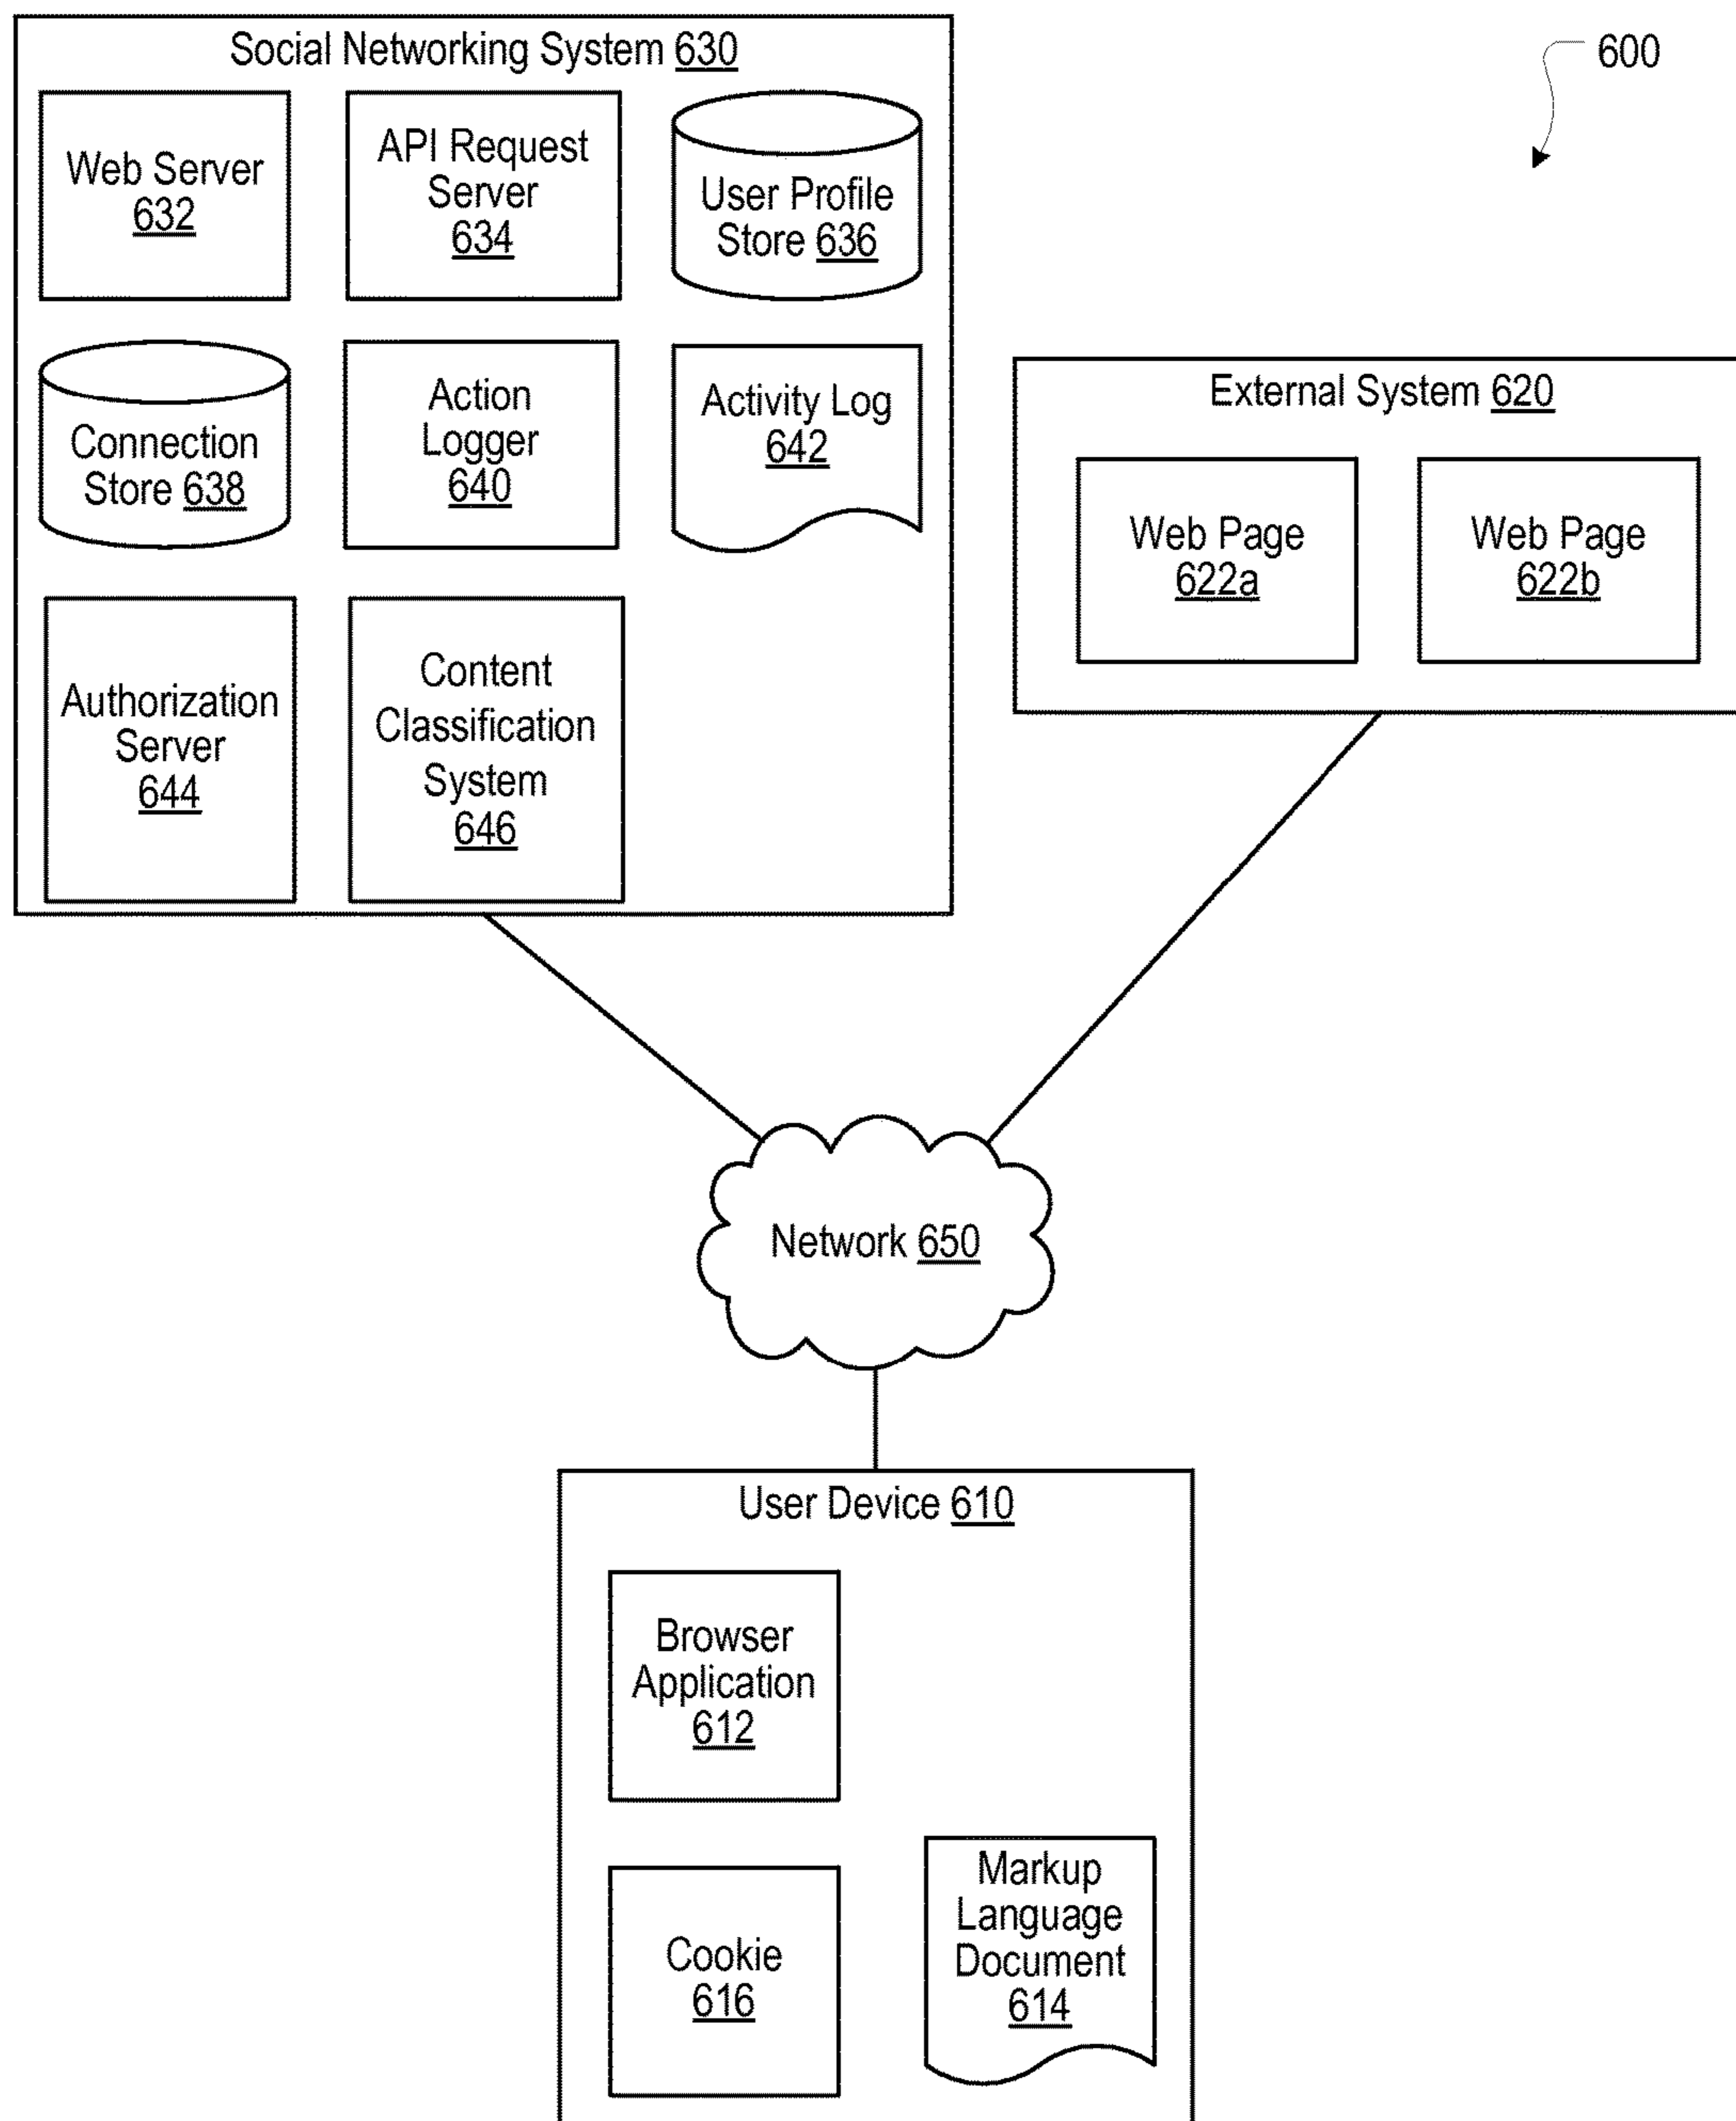 Social Networking System 630
600
Web Server
632
API Request
Server
634
User Profile
Store 636
Connection
Store 638
Action
Logger
640
Activity Log
642
Authorization
Server
644
Content
Classification
System
646
External System 620
Web Page
622a
Web Page
622b
Network 650
User Device 610
Browser
Application
612
Cookie
616
Markup
Language
Document
614